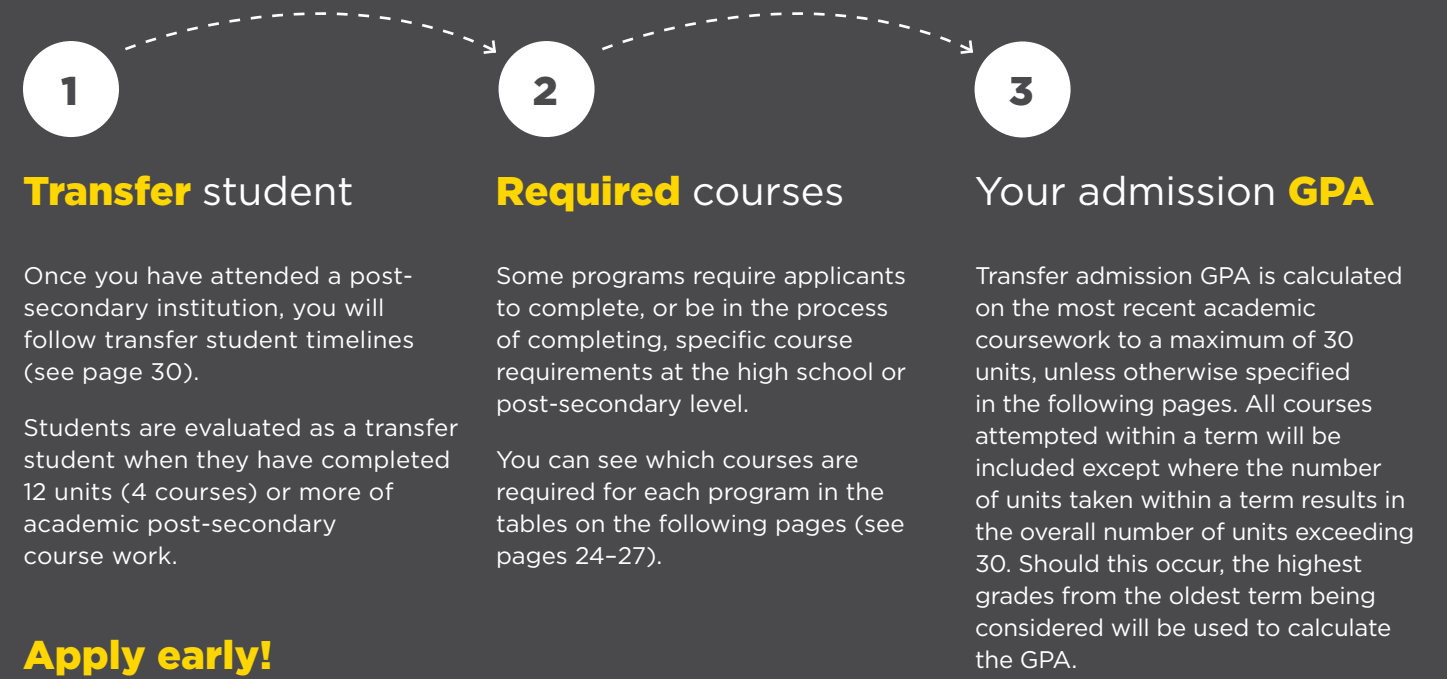 1
Transfer student
Once you have attended a post-
secondary institution, you will
follow transfer student timelines
(see page 30).
Students are evaluated as a transfer
student when they have completed
12 units (4 courses) or more of
academic post-secondary
course work.
Apply early!
2
Required courses
Some programs require applicants
to complete, or be in the process
of completing, specific course
requirements at the high school or
post-secondary level.
You can see which courses are
required for each program in the
tables on the following pages (see
pages 24–27).
3
Your admission GPA
Transfer admission GPA is calculated
on the most recent academic
coursework to a maximum of 30
units, unless otherwise specified
in the following pages. All courses
attempted within a term will be
included except where the number
of units taken within a term results in
the overall number of units exceeding
30. Should this occur, the highest
grades from the oldest term being
considered will be used to calculate
the GPA.